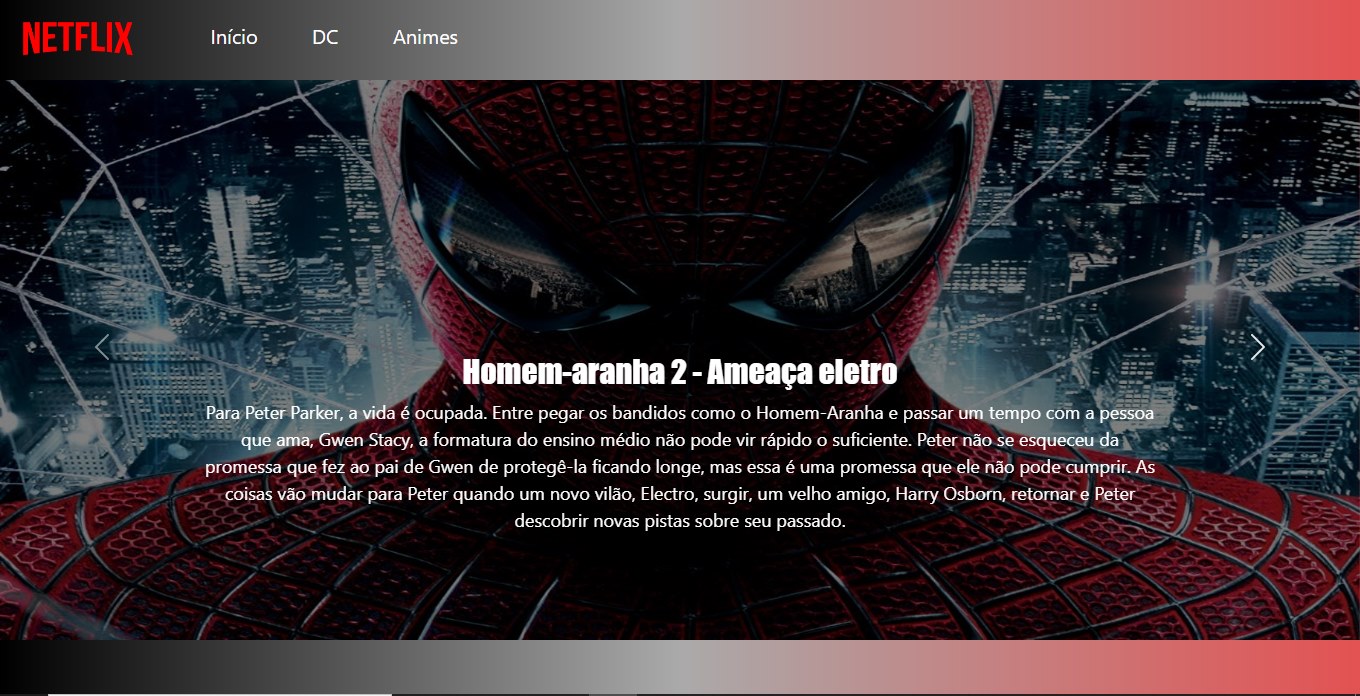 NETFLIX
Início
DC
Animes
Homem-aranha 2 - Ameaça eletro
Para Peter Parker, a vida é ocupada. Entre pegar os bandidos como o Homem-Aranha e passar um tempo com a pessoa
que ama, Gwen Stacy, a formatura do ensino médio não pode vir rápido o suficiente. Peter não se esqueceu da
promessa que fez ao pai de Gwen de protegê-la ficando longe, mas essa é uma promessa que ele não pode cumprir. As
coisas vão mudar para Peter quando um novo vilão, Electro, surgir, um velho amigo, Harry Osborn, retornar e Peter
descobrir novas pistas sobre seu passado.